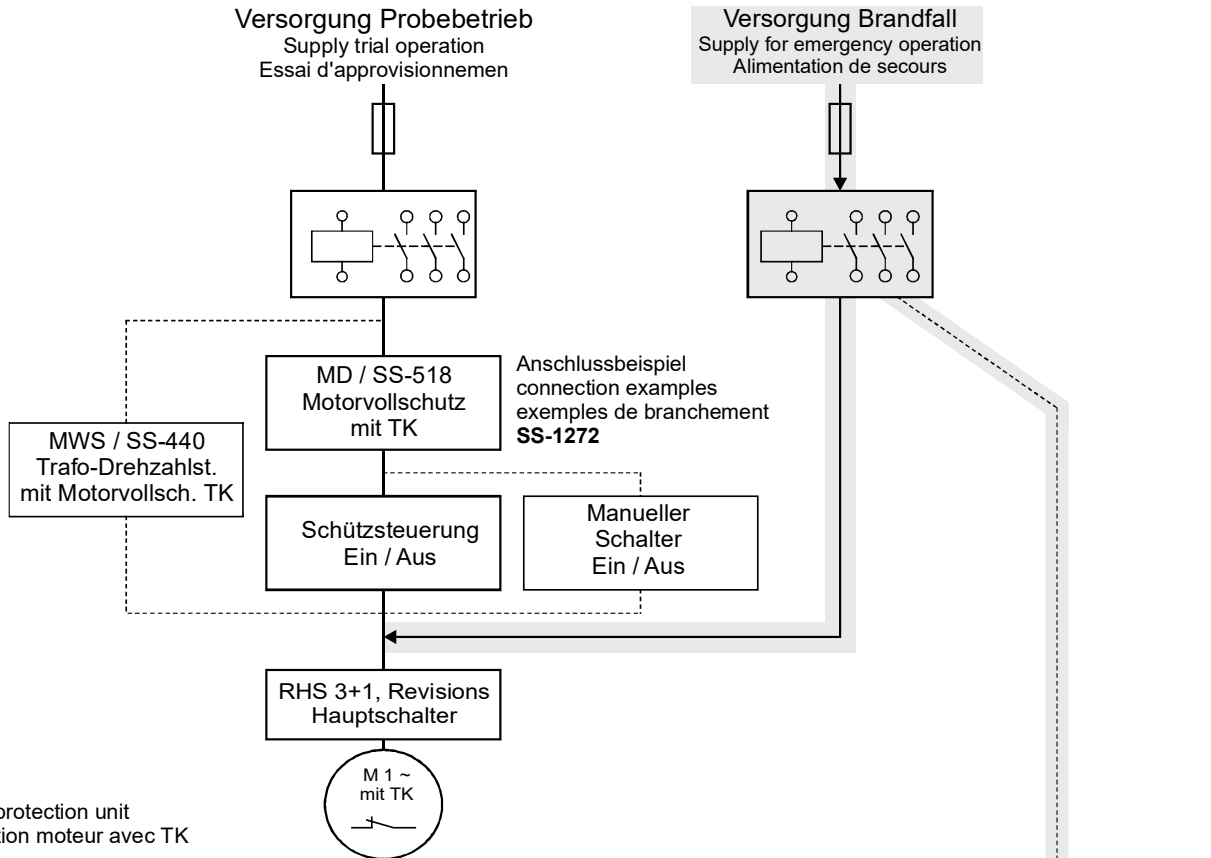 Versorgung Probebetrieb
Supply trial operation
Essai d'approvisionnemen
Versorgung Brandfall
Supply for emergency operation
Alimentation de secours
MD / SS-518
Motorvollschutz
mit TK
Anschlussbeispiel
connection examples
exemples de branchement
SS-1272
MWS / SS-440
Trafo-Drehzahlst.
mit Motorvollsch. TK
Schützsteuerung
Ein / Aus
Manueller
Schalter
Ein / Aus
RHS 3+1, Revisions
Hauptschalter
M 1 ~
mit TK
protection unit
tion moteur avec TK